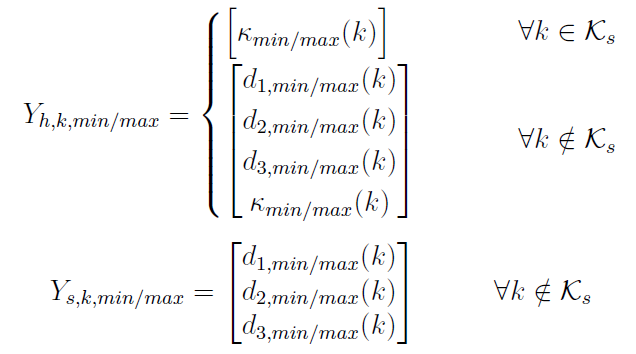 [κ_{min/max}(k)] ∀k ∈ 𝒦_s
Y_{h,k,min/max} = { [d_{1,min/max}(k)
d_{2,min/max}(k) ∀k ∉ 𝒦_s
d_{3,min/max}(k)
κ_{min/max}(k)]
Y_{s,k,min/max} = [d_{1,min/max}(k)
d_{2,min/max}(k) ∀k ∉ 𝒦_s
d_{3,min/max}(k)]